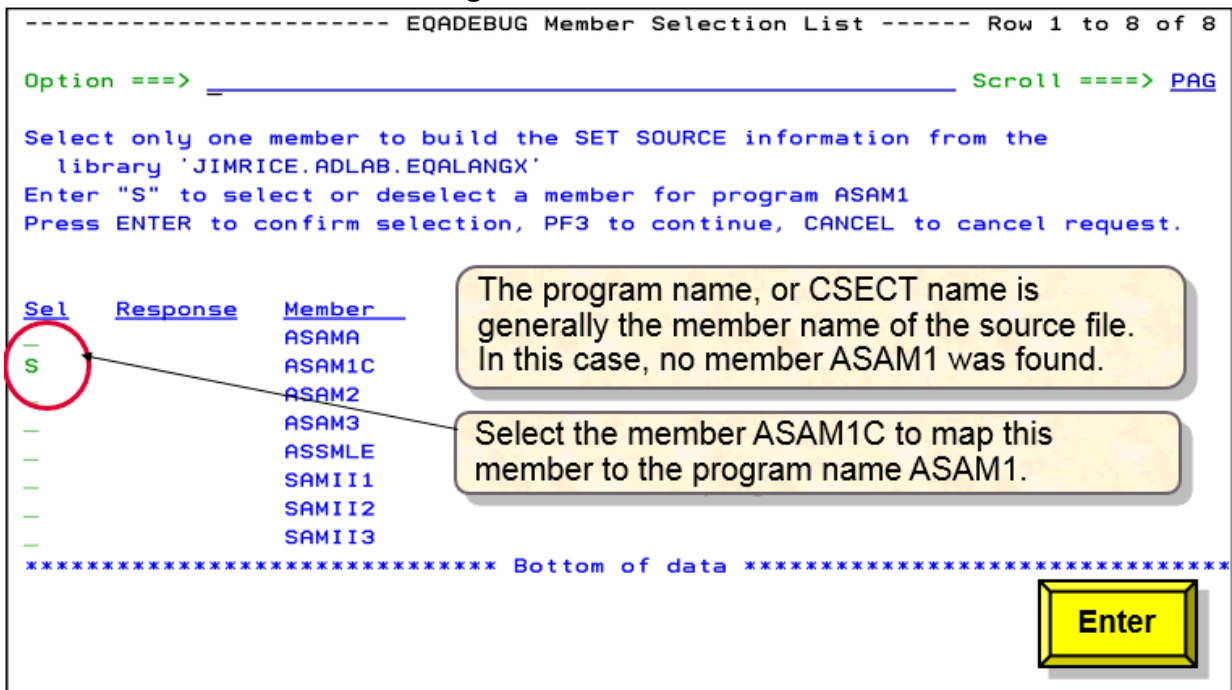 ----------------------- EQADEBUG Member Selection List ------ Row 1 to 8 of 8
Option ===> _ Scroll ====> PAG
Select only one member to build the SET SOURCE information from the
library 'JIMRICE.ADLAB.EQALANGX'
Enter "S" to select or deselect a member for program ASAM1
Press ENTER to confirm selection, PF3 to continue, CANCEL to cancel request.
Sel Response Member
_ ASAMA
S ASAM1C
_ ASAM2
_ ASAM3
_ ASSMLE
_ SAMII1
_ SAMII2
_ SAMII3
The program name, or CSECT name is
generally the member name of the source file.
In this case, no member ASAM1 was found.
Select the member ASAM1C to map this
member to the program name ASAM1.
******************************* Bottom of data ********************************
Enter